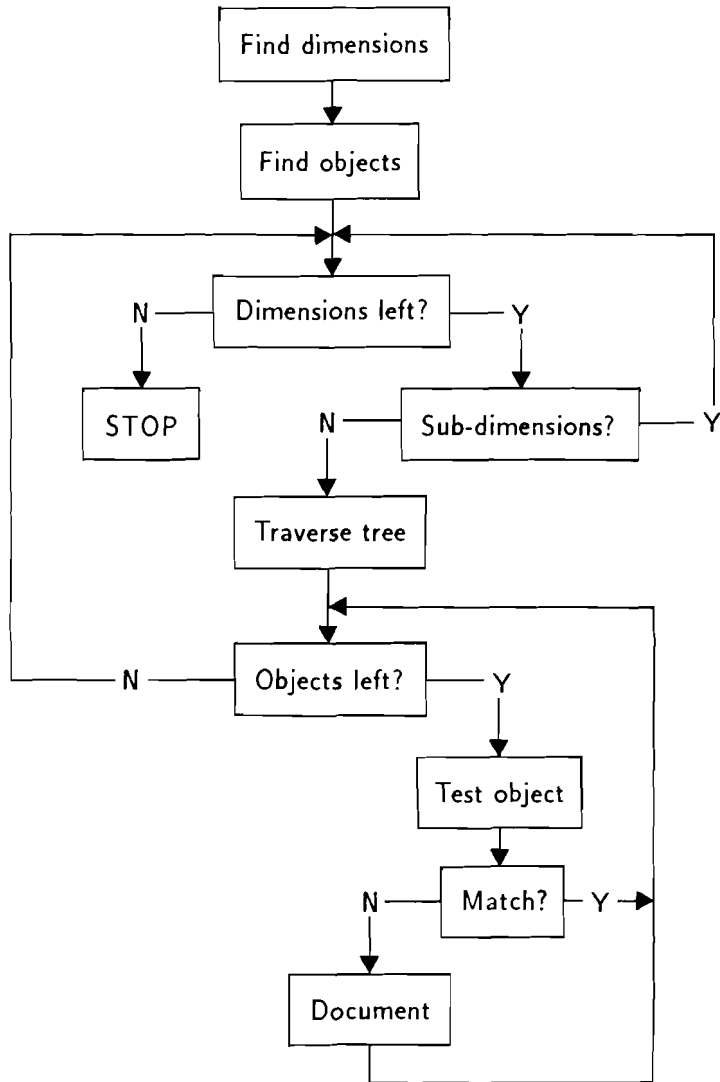 Find dimensions
Find objects
N
Dimensions left?
Y
STOP
N
Sub-dimensions?
Y
Traverse tree
N
Objects left?
Y
Test object
N
Match?
Y
Document